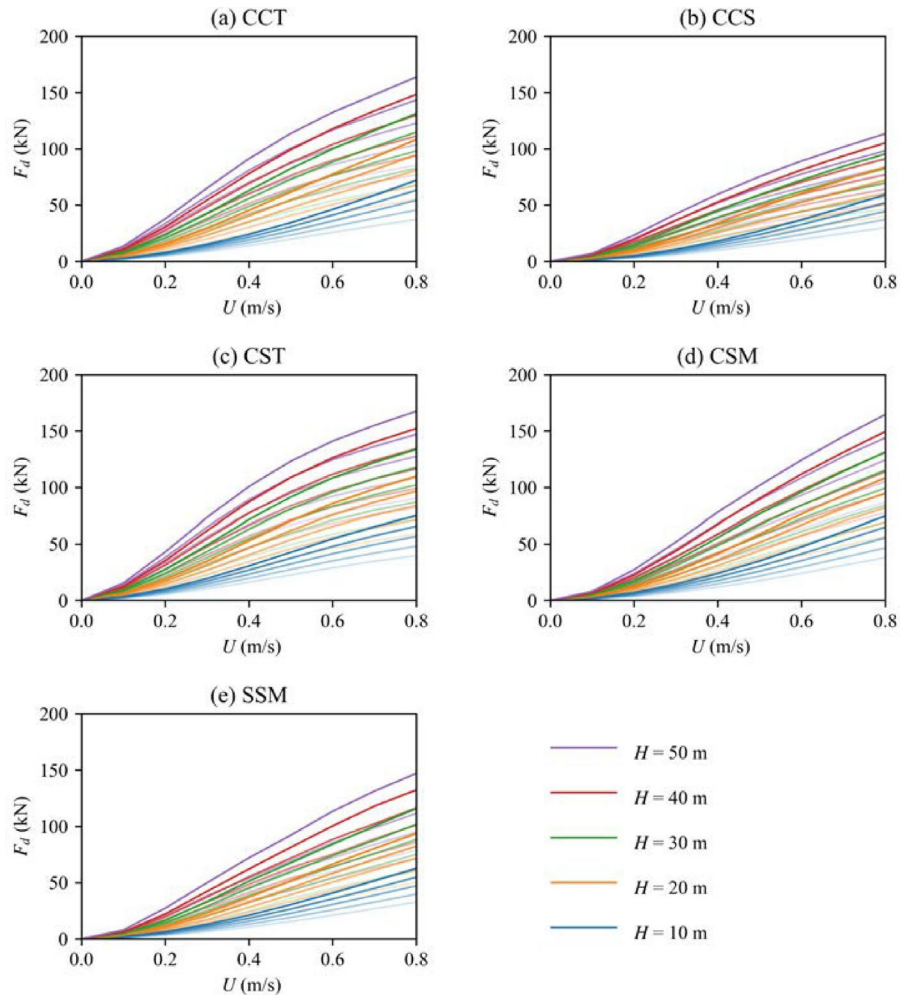 (a) CCT
(b) CCS
200
150
100
50
0
F_d (kN)
0.0 0.2 0.4 0.6 0.8
U (m/s)
200
150
100
50
0
F_d (kN)
0.0 0.2 0.4 0.6 0.8
U (m/s)
(c) CST
(d) CSM
200
150
100
50
0
F_d (kN)
0.0 0.2 0.4 0.6 0.8
U (m/s)
200
150
100
50
0
F_d (kN)
0.0 0.2 0.4 0.6 0.8
U (m/s)
(e) SSM
200
150
100
50
0
F_d (kN)
0.0 0.2 0.4 0.6 0.8
U (m/s)
H = 50 m
H = 40 m
H = 30 m
H = 20 m
H = 10 m